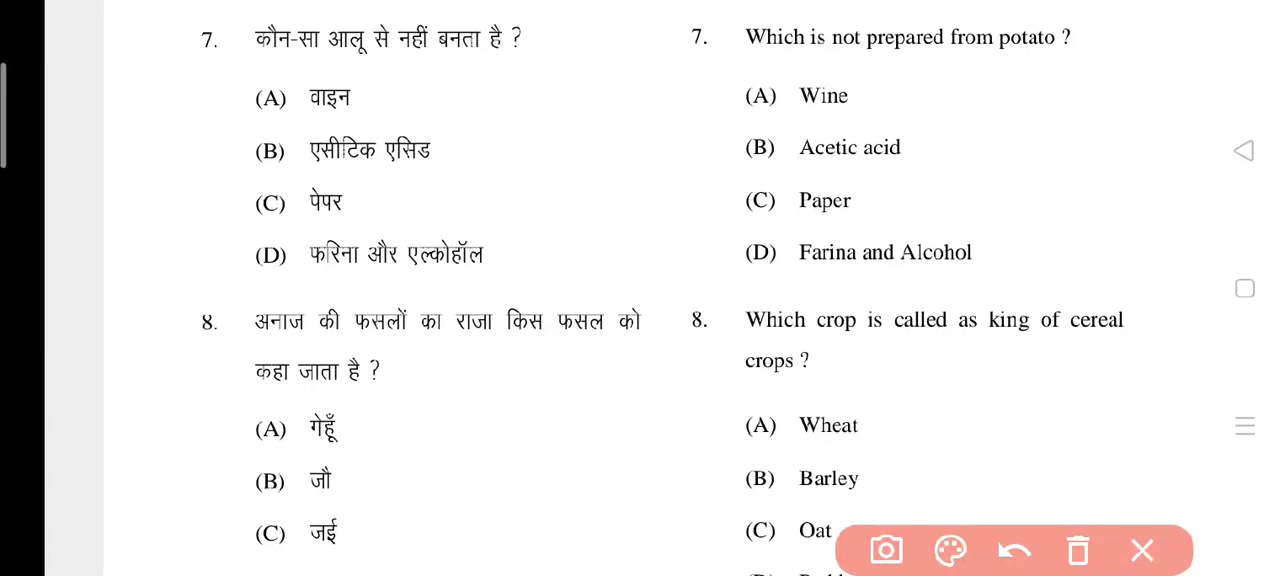 7. कौन-सा आलू से नहीं बनता है ?
(A) वाइन
(B) एसीटिक एसिड
(C) पेपर
(D) फरिना और एल्कोहॉल
8. अनाज की फसलों का राजा किस फसल को
कहा जाता है ?
(A) गेहूँ
(B) जौ
(C) जई
7. Which is not prepared from potato ?
(A) Wine
(B) Acetic acid
(C) Paper
(D) Farina and Alcohol
8. Which crop is called as king of cereal
crops ?
(A) Wheat
(B) Barley
(C) Oat